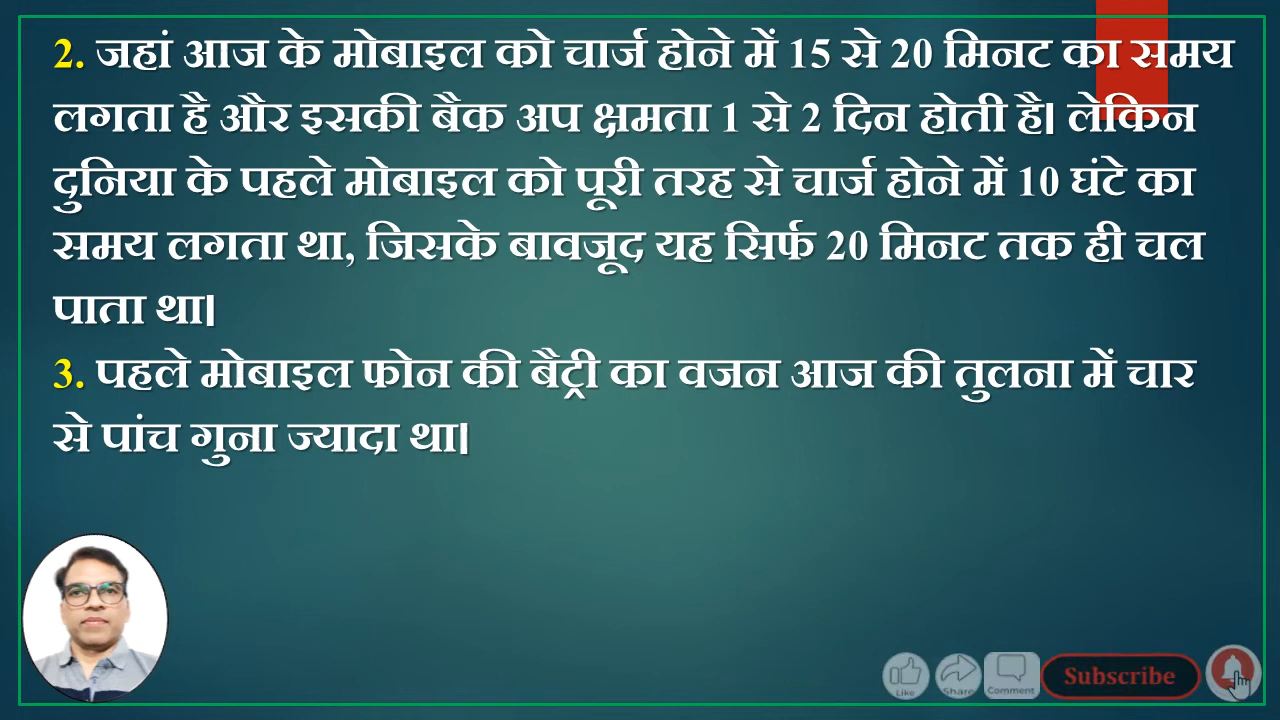 2. जहां आज के मोबाइल को चार्ज होने में 15 से 20 मिनट का समय
लगता है और इसकी बैक अप क्षमता 1 से 2 दिन होती है। लेकिन
दुनिया के पहले मोबाइल को पूरी तरह से चार्ज होने में 10 घंटे का
समय लगता था, जिसके बावजूद यह सिर्फ 20 मिनट तक ही चल
पाता था।
3. पहले मोबाइल फोन की बैट्री का वजन आज की तुलना में चार
से पांच गुना ज्यादा था।
Like Share Comment Subscribe